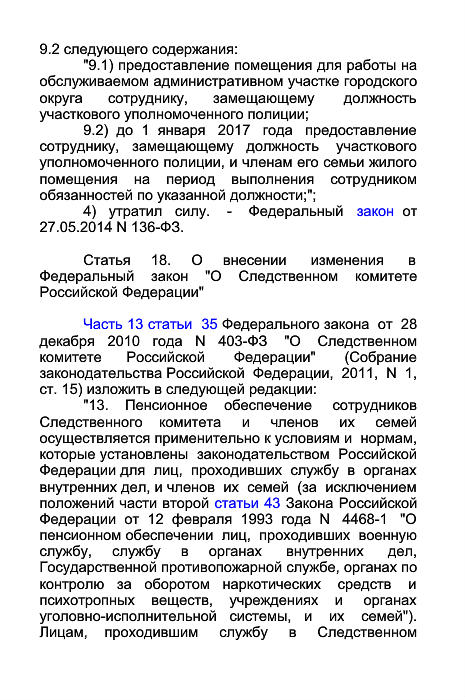 9.2 следующего содержания:
"9.1) предоставление помещения для работы на
обслуживаемом административном участке городского
округа сотруднику, замещающему должность
участкового уполномоченного полиции;
9.2) до 1 января 2017 года предоставление
сотруднику, замещающему должность участкового
уполномоченного полиции, и членам его семьи жилого
помещения на период выполнения сотрудником
обязанностей по указанной должности;";
4) утратил силу. - Федеральный закон от
27.05.2014 N 136-ФЗ.
Статья 18. О внесении изменения в
Федеральный закон "О Следственном комитете
Российской Федерации"
Часть 13 статьи 35 Федерального закона от 28
декабря 2010 года N 403-ФЗ "О Следственном
комитете Российской Федерации" (Собрание
законодательства Российской Федерации, 2011, N 1,
ст. 15) изложить в следующей редакции:
"13. Пенсионное обеспечение сотрудников
Следственного комитета и членов их семей
осуществляется применительно к условиям и нормам,
которые установлены законодательством Российской
Федерации для лиц, проходивших службу в органах
внутренних дел, и членов их семей (за исключением
положений части второй статьи 43 Закона Российской
Федерации от 12 февраля 1993 года N 4468-1 "О
пенсионном обеспечении лиц, проходивших военную
службу, службу в органах внутренних дел,
Государственной противопожарной службе, органах по
контролю за оборотом наркотических средств и
психотропных веществ, учреждениях и органах
уголовно-исполнительной системы, и их семей").
Лицам, проходившим службу в Следственном